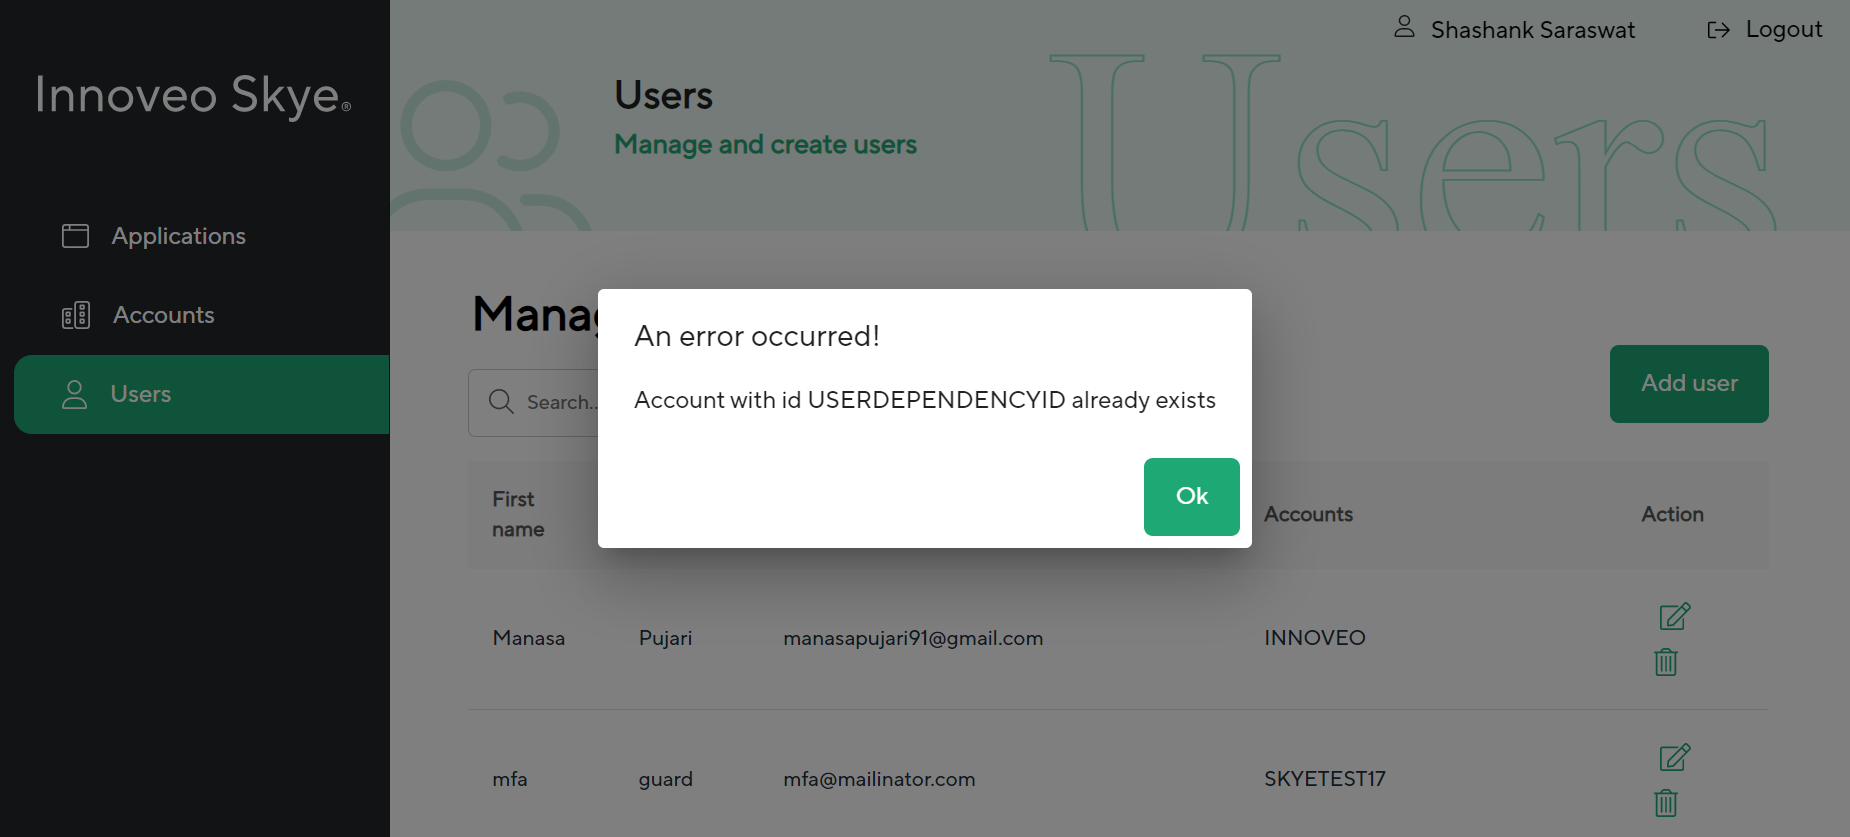 Innoveo Skye®
Applications
Accounts
Users
Shashank Saraswat
Logout
Users
Manage and create users
Users
Search..
Add user
An error occurred!
Account with id USERDEPENDENCYID already exists
Ok
First
name
Accounts
Action
Manasa Pujari manasapujari91@gmail.com INNOVEO
mfa guard mfa@mailinator.com SKYETEST17